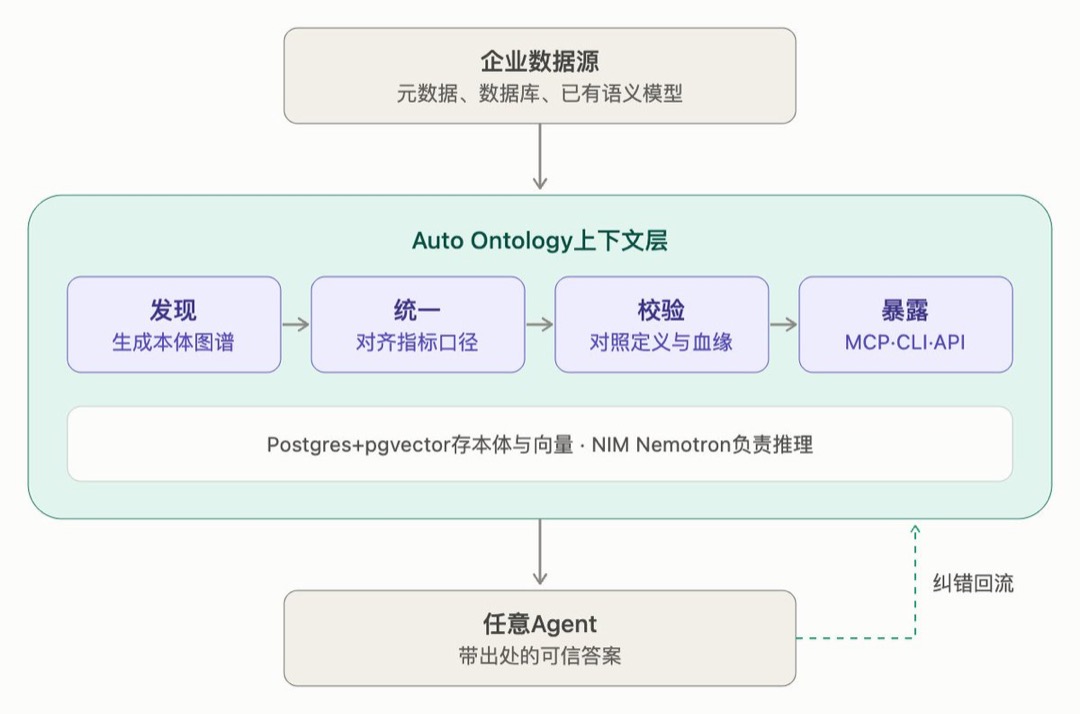 企业数据源
元数据、数据库、已有语义模型
Auto Ontology上下文层
发现
生成本体图谱
统一
对齐指标口径
校验
对照定义与血缘
暴露
MCP·CLI·API
Postgres+pgvector存本体与向量 · NIM Nemotron负责推理
纠错回流
任意Agent
带出处的可信答案